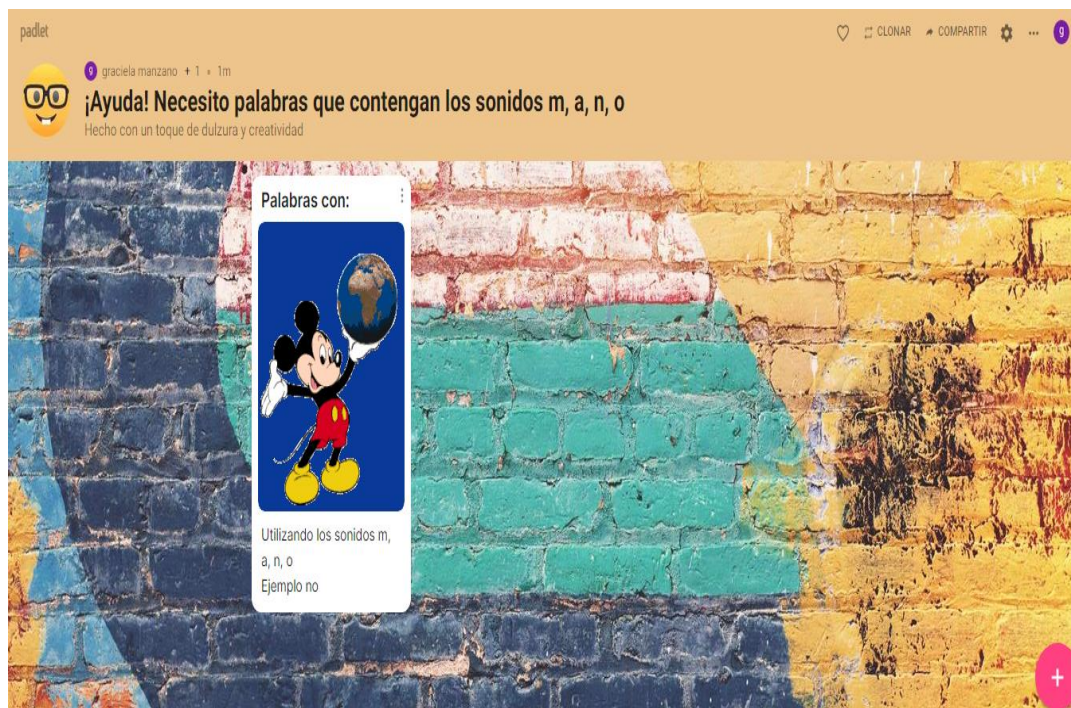 padlet
CLONAR COMPARTIR ... g
g graciela manzano + 1 • 1m
¡Ayuda! Necesito palabras que contengan los sonidos m, a, n, o
Hecho con un toque de dulzura y creatividad
Palabras con:
Utilizando los sonidos m,
a, n, o
Ejemplo no
+